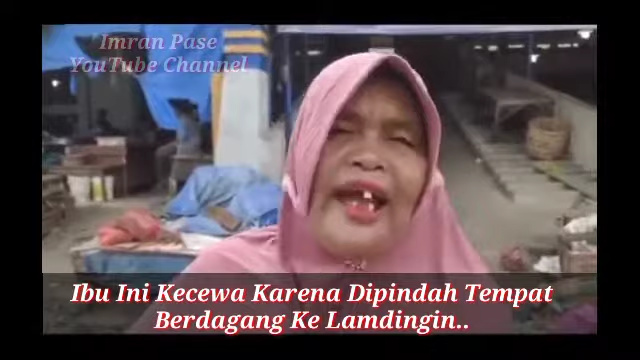 Imran Pase
YouTube Channel
Ibu Ini Kecewa Karena Dipindah Tempat
Berdagang Ke Lamdingin..